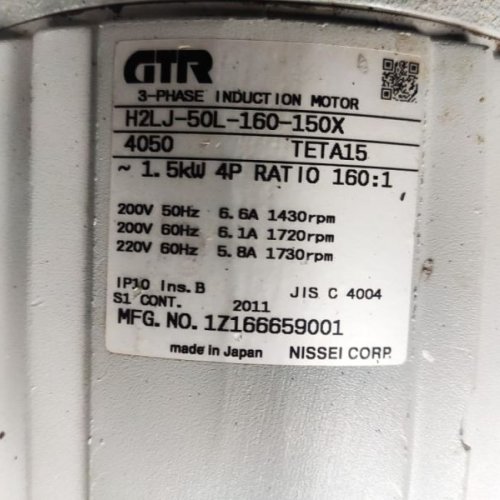 GTR
3-PHASE INDUCTION MOTOR
H2LJ-50L-160-150X
4050 TETA15
~ 1.5kW 4P RATIO 160:1
200V 50Hz 6.6A 1430rpm
200V 60Hz 6.1A 1720rpm
220V 60Hz 5.8A 1730rpm
IP10 Ins.B JIS C 4004
S1 CONT. 2011
MFG.NO.1Z166659001
made in Japan NISSEI CORP.